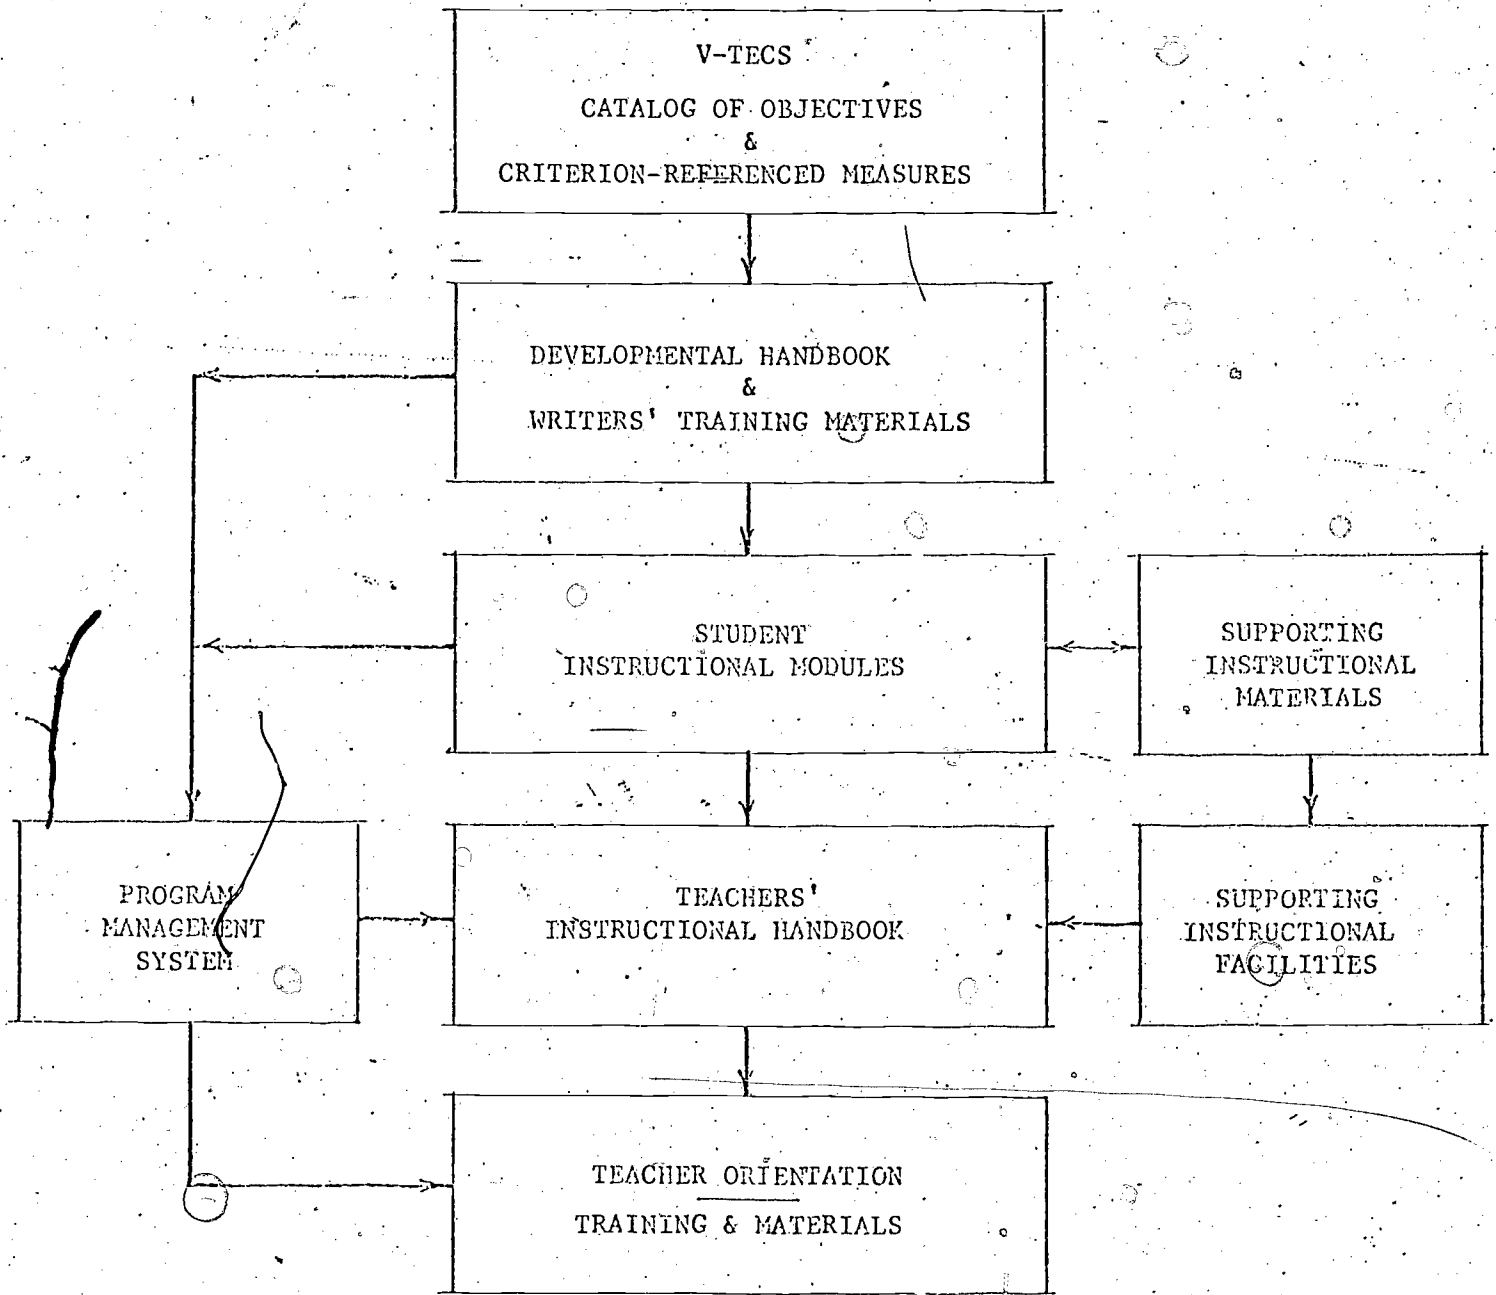 V-TECS
CATALOG OF OBJECTIVES
&
CRITERION-REFERENCED MEASURES
DEVELOPMENTAL HANDBOOK
&
WRITERS' TRAINING MATERIALS
STUDENT
INSTRUCTIONAL MODULES
SUPPORTING
INSTRUCTIONAL
MATERIALS
PROGRAM
MANAGEMENT
SYSTEM
TEACHERS'
INSTRUCTIONAL HANDBOOK
SUPPORTING
INSTRUCTIONAL
FACILITIES
TEACHER ORIENTATION
TRAINING & MATERIALS